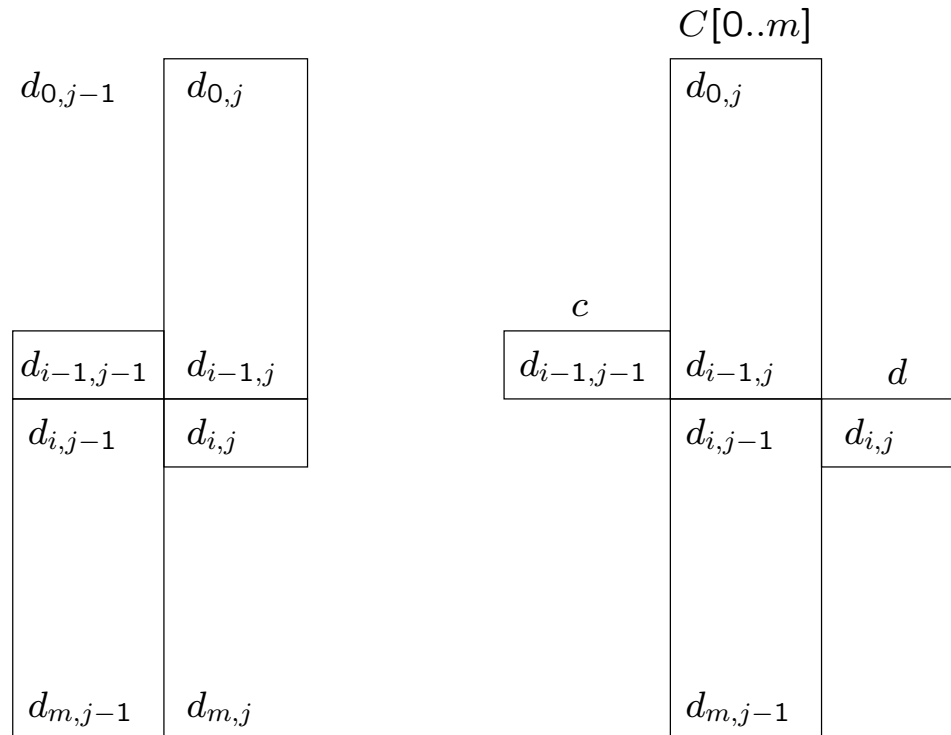 C[0..m]
d_{0,j−1} d_{0,j} d_{0,j}
c
d_{i−1,j−1} d_{i−1,j} d_{i−1,j−1} d_{i−1,j} d
d_{i,j−1} d_{i,j} d_{i,j−1} d_{i,j}
d_{m,j−1} d_{m,j} d_{m,j−1}